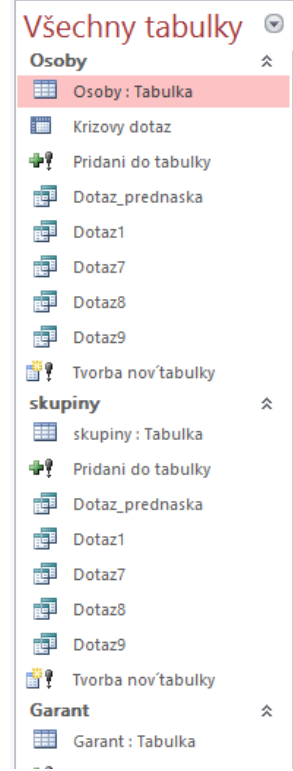 Všechny tabulky
Osoby
Osoby : Tabulka
Krizovy dotaz
Pridani do tabulky
Dotaz_prednaska
Dotaz1
Dotaz7
Dotaz8
Dotaz9
Tvorba nov´tabulky
skupiny
skupiny : Tabulka
Pridani do tabulky
Dotaz_prednaska
Dotaz1
Dotaz7
Dotaz8
Dotaz9
Tvorba nov´tabulky
Garant
Garant : Tabulka